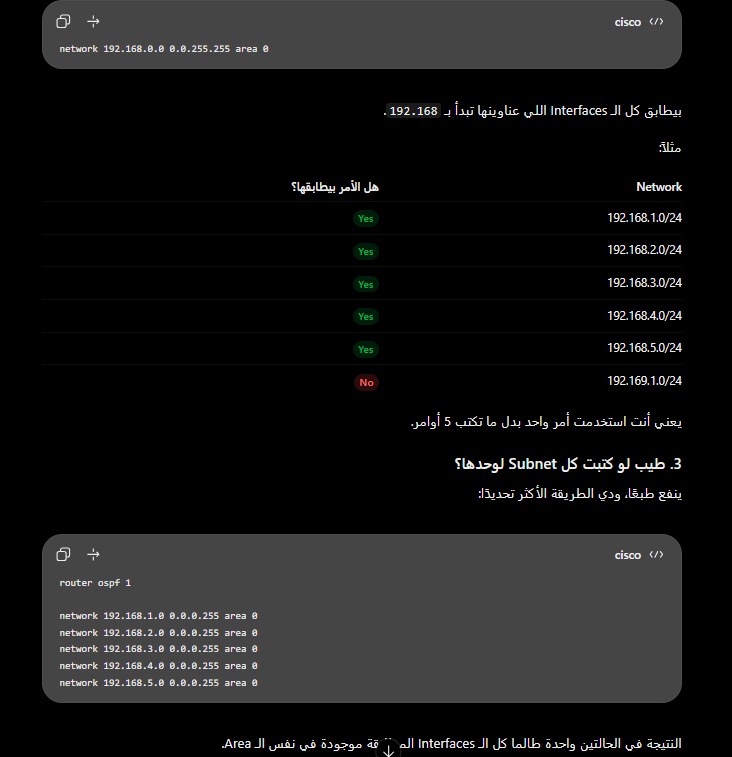 cisco
network 192.168.0.0 0.0.255.255 area 0
بيطابق كل الـ Interfaces اللي عناوينها تبدأ بـ 192.168.
مثلًا:
Network هل الأمر بيطابقها؟
192.168.1.0/24 Yes
192.168.2.0/24 Yes
192.168.3.0/24 Yes
192.168.4.0/24 Yes
192.168.5.0/24 Yes
192.169.1.0/24 No
يعني أنت استخدمت أمر واحد بدل ما تكتب 5 أوامر.
3. طيب لو كتبت كل Subnet لوحدها؟
ينفع طبعًا، ودي الطريقة الأكثر تحديدًا:
cisco
router ospf 1
network 192.168.1.0 0.0.0.255 area 0
network 192.168.2.0 0.0.0.255 area 0
network 192.168.3.0 0.0.0.255 area 0
network 192.168.4.0 0.0.0.255 area 0
network 192.168.5.0 0.0.0.255 area 0
النتيجة في الحالتين واحدة طالما كل الـ Interfaces موجودة في نفس الـ Area.